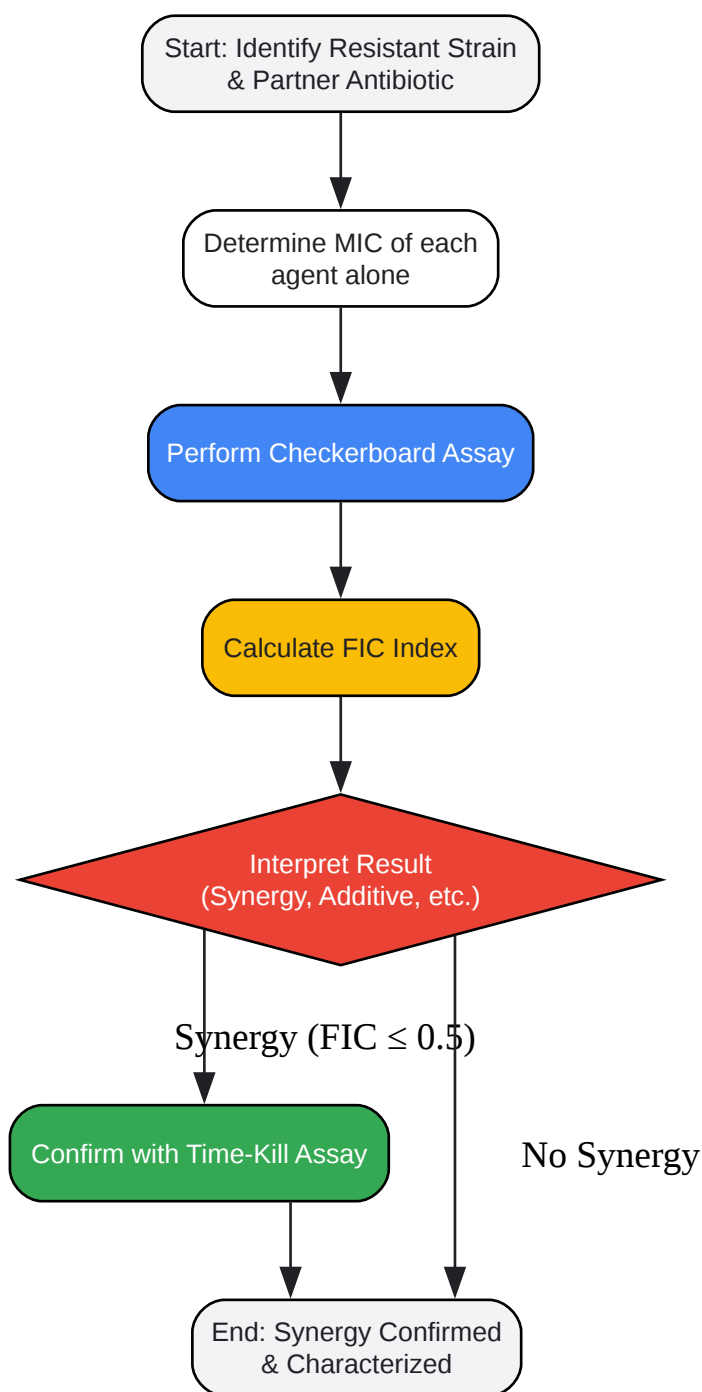 Start: Identify Resistant Strain
& Partner Antibiotic
Determine MIC of each
agent alone
Perform Checkerboard Assay
Calculate FIC Index
Interpret Result
(Synergy, Additive, etc.)
Synergy (FIC ≤ 0.5)
Confirm with Time-Kill Assay
No Synergy
End: Synergy Confirmed
& Characterized